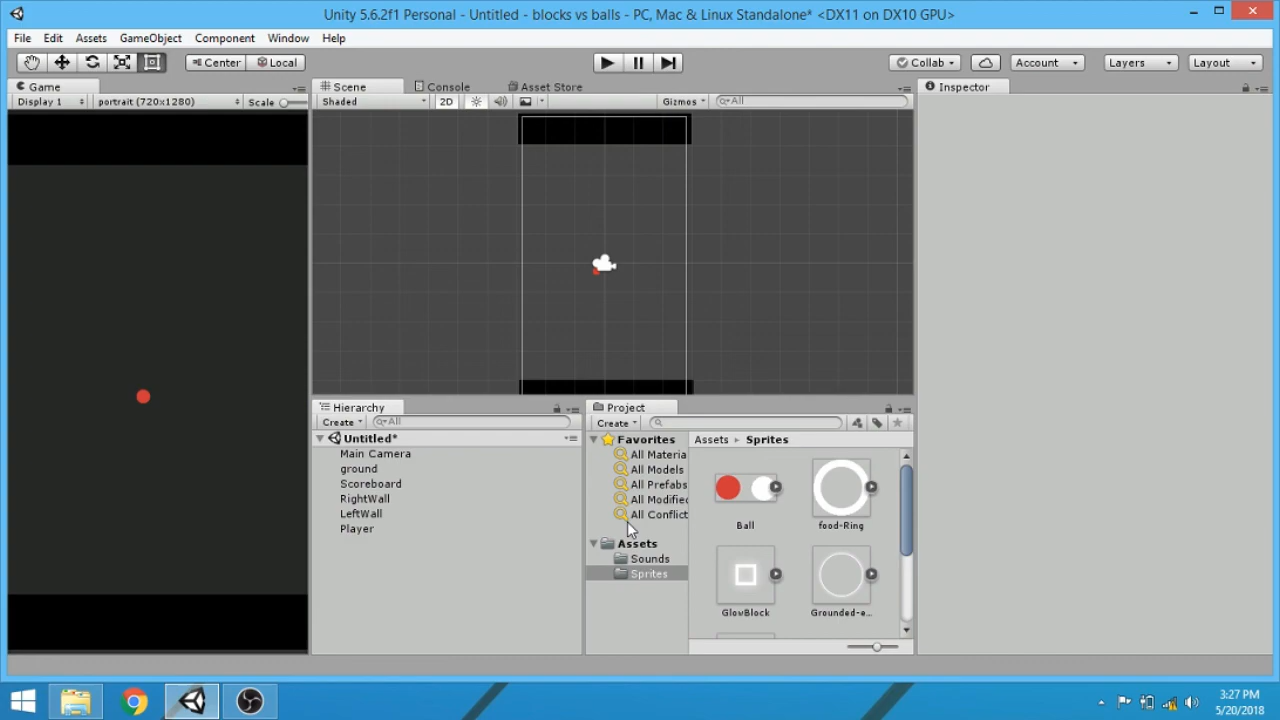 Unity 5.6.2f1 Personal - Untitled - blocks vs balls - PC, Mac & Linux Standalone* <DX11 on DX10 GPU>
File Edit Assets GameObject Component Window Help
Center Local Collab Account Layers Layout
Game Scene Console Asset Store Inspector
Display 1 portrait (720x1280) Scale Shaded 2D Gizmos All
Hierarchy
Create All
Untitled*
Main Camera
ground
Scoreboard
RightWall
LeftWall
Player
Project
Create
Favorites
All Materia
All Models
All Prefabs
All Modified
All Conflict
Assets
Sounds
Sprites
Assets Sprites
Ball food-Ring
GlowBlock Grounded-e...
3:27 PM
5/20/2018